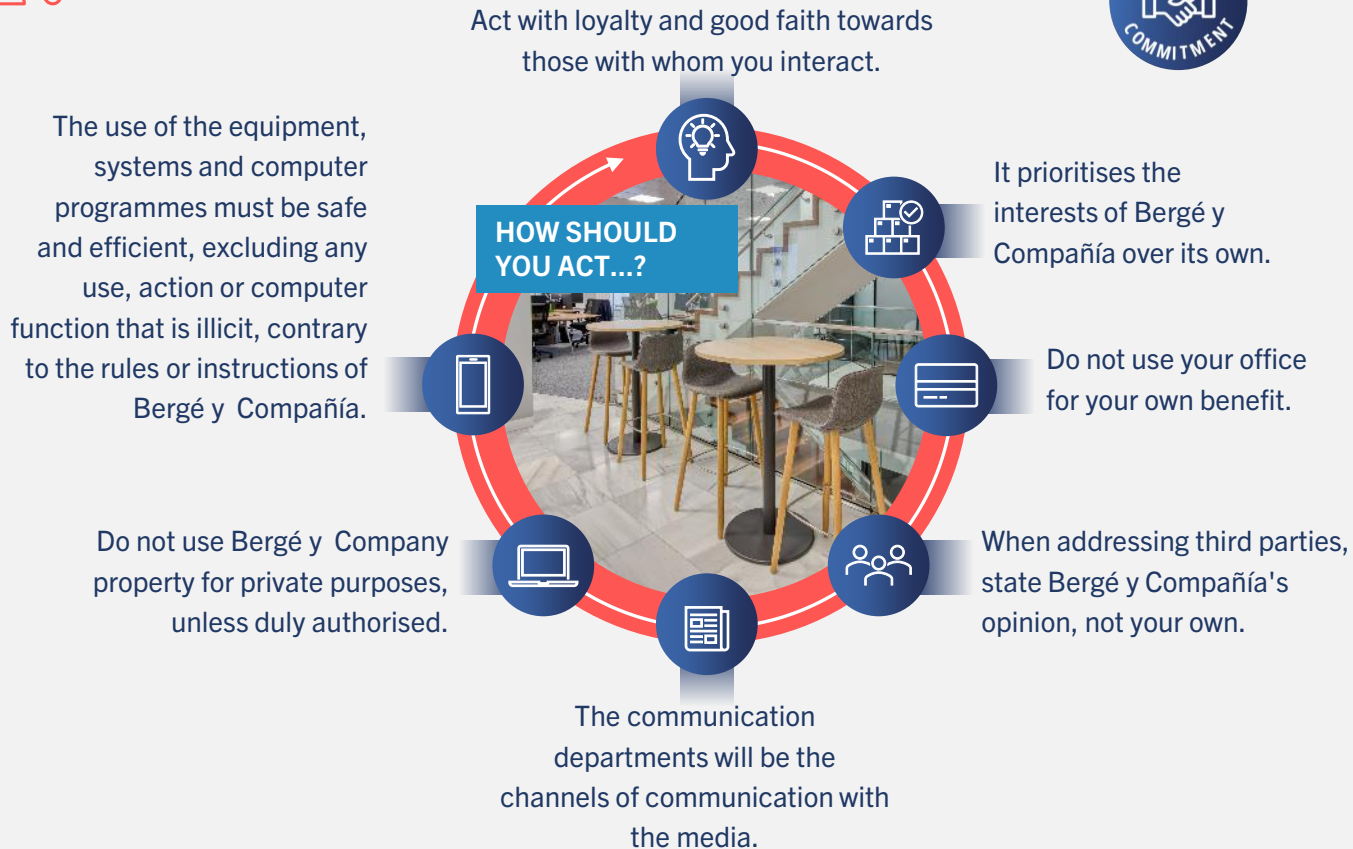 Act with loyalty and good faith towards
those with whom you interact.
COMMITMENT
HOW SHOULD
YOU ACT...?
It prioritises the
interests of Bergé y
Compañía over its own.
Do not use your office
for your own benefit.
When addressing third parties,
state Bergé y Compañía's
opinion, not your own.
The communication
departments will be the
channels of communication with
the media.
Do not use Bergé y  Company
property for private purposes,
unless duly authorised.
The use of the equipment,
systems and computer
programmes must be safe
and efficient, excluding any
use, action or computer
function that is illicit, contrary
to the rules or instructions of
Bergé y  Compañía.